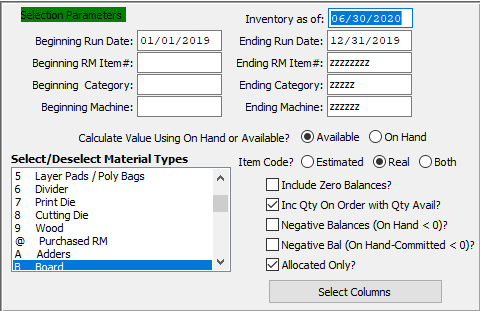 Selection Parameters
Inventory as of: 06/30/2020
Beginning Run Date: 01/01/2019 Ending Run Date: 12/31/2019
Beginning RM Item#: Ending RM Item#: zzzzzzzz
Beginning Category: Ending Category: zzzzz
Beginning Machine: Ending Machine: zzzzzz
Calculate Value Using On Hand or Available? Available On Hand
Select/Deselect Material Types
Item Code? Estimated Real Both
5 Layer Pads / Poly Bags
6 Divider
7 Print Die
8 Cutting Die
9 Wood
@ Purchased RM
A Adders
B Board
Include Zero Balances?
Inc Qty On Order with Qty Avail?
Negative Balances (On Hand < 0)?
Negative Bal (On Hand-Committed < 0)?
Allocated Only?
Select Columns